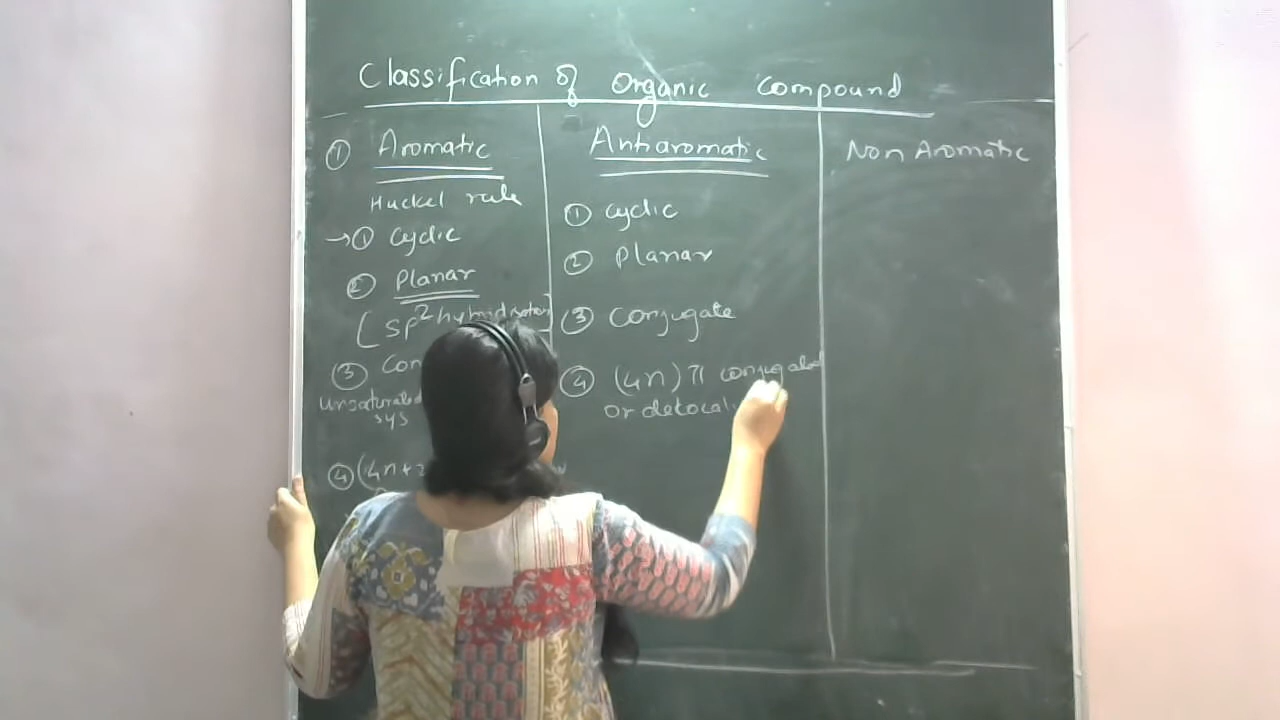 Classification of Organic Compound
① Aromatic
Huckel rule
→① Cyclic
② Planar
[sp² hybridisation]
③ Con
Unsaturated
sys
④ (4n+2
Antiaromatic
① Cyclic
② Planar
③ Conjugate
④ (4n) π conjugated
or delocali
Non Aromatic